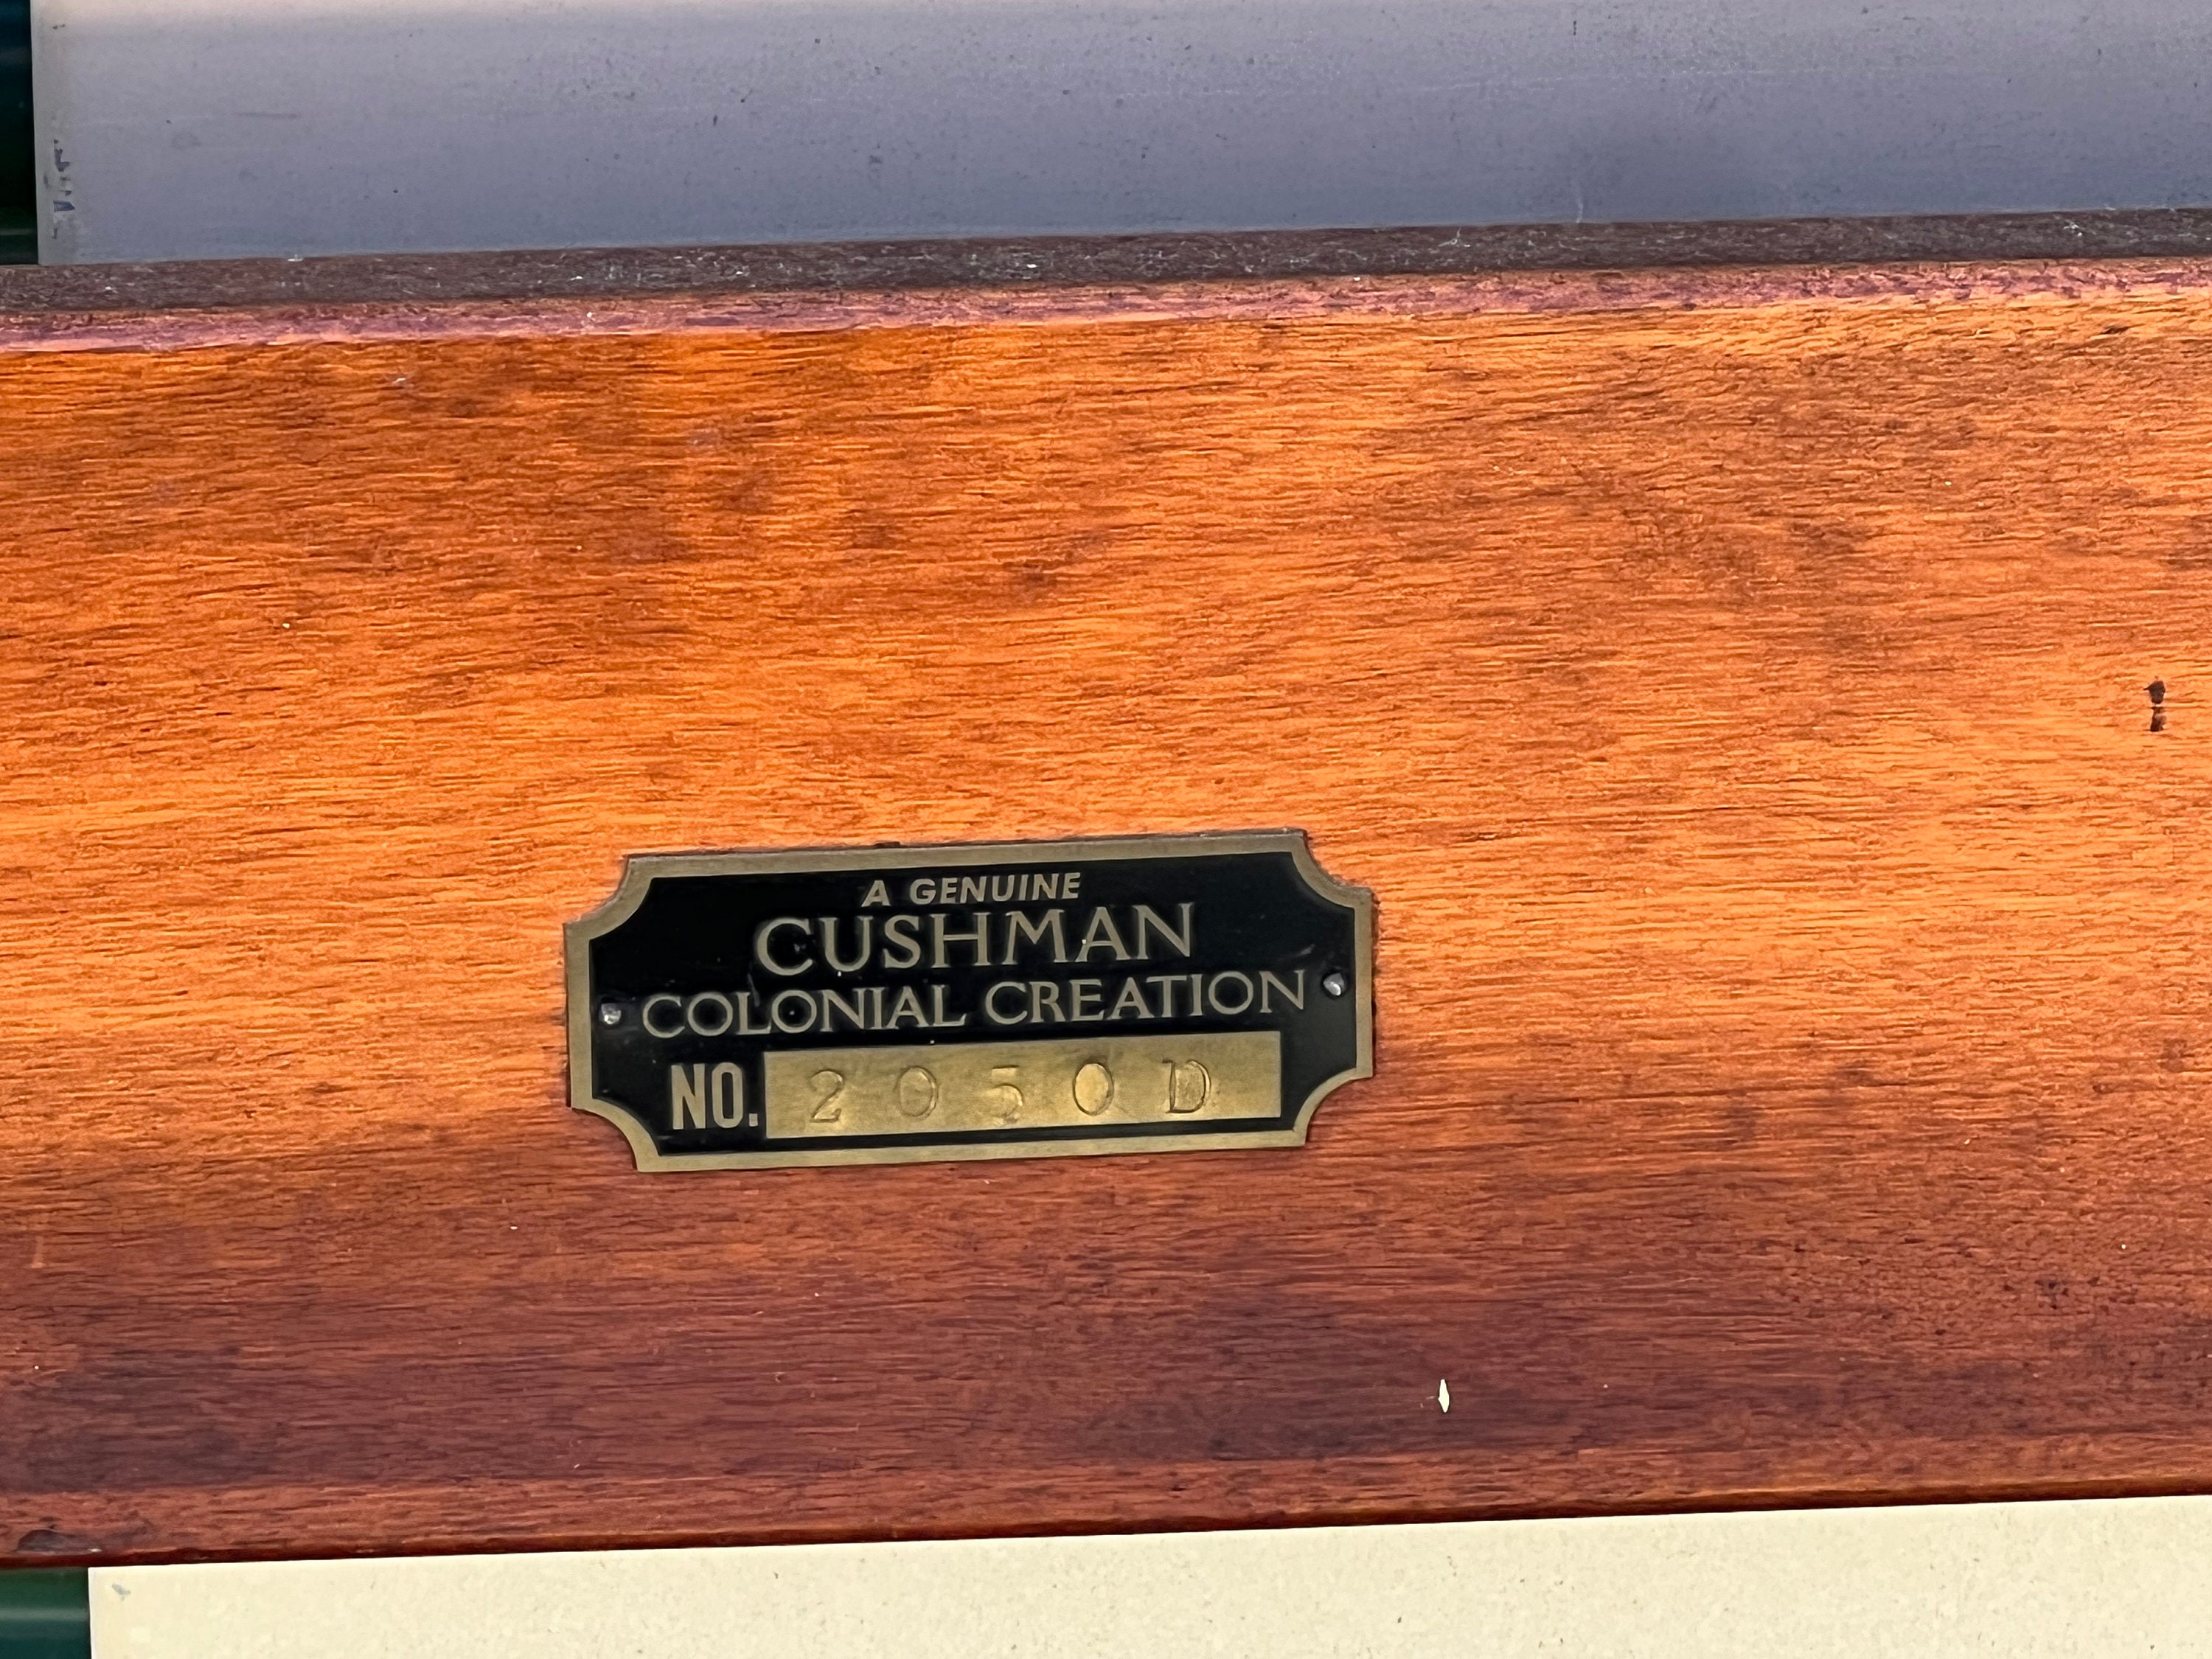 A GENUINE
CUSHMAN
COLONIAL CREATION
NO. 2050D